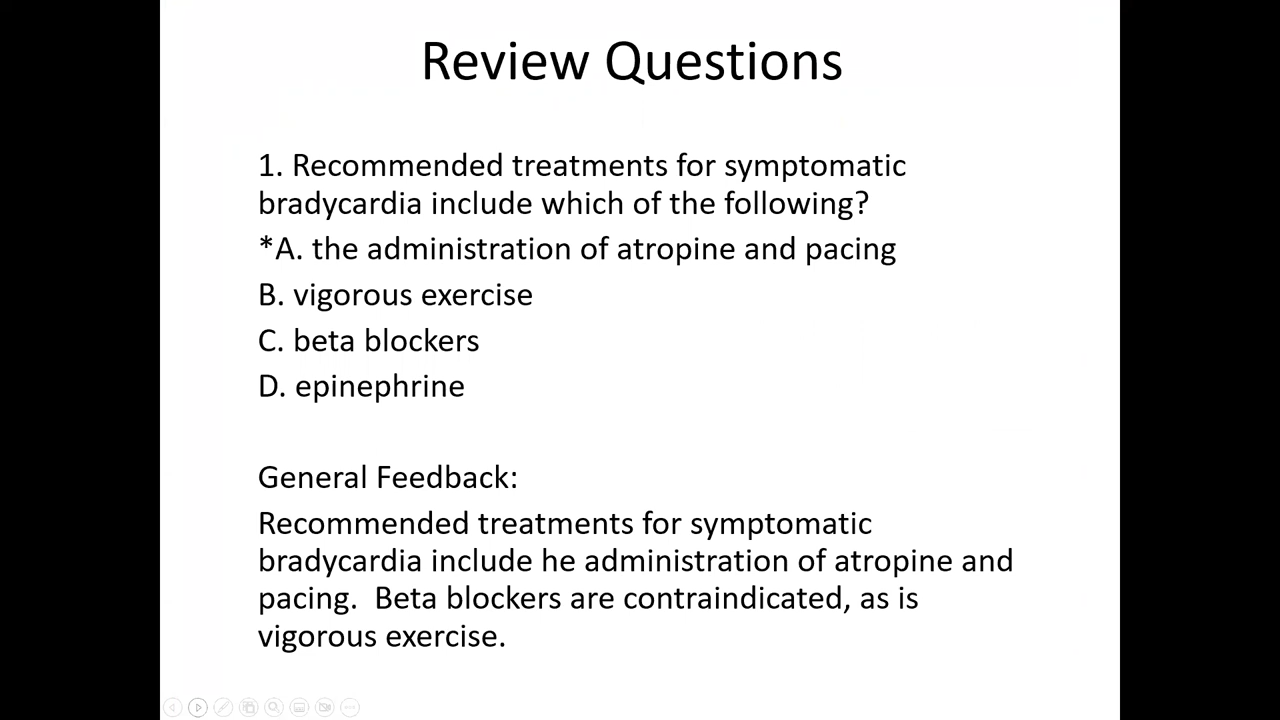 Review Questions
1. Recommended treatments for symptomatic
bradycardia include which of the following?
*A. the administration of atropine and pacing
B. vigorous exercise
C. beta blockers
D. epinephrine
General Feedback:
Recommended treatments for symptomatic
bradycardia include he administration of atropine and
pacing.  Beta blockers are contraindicated, as is
vigorous exercise.